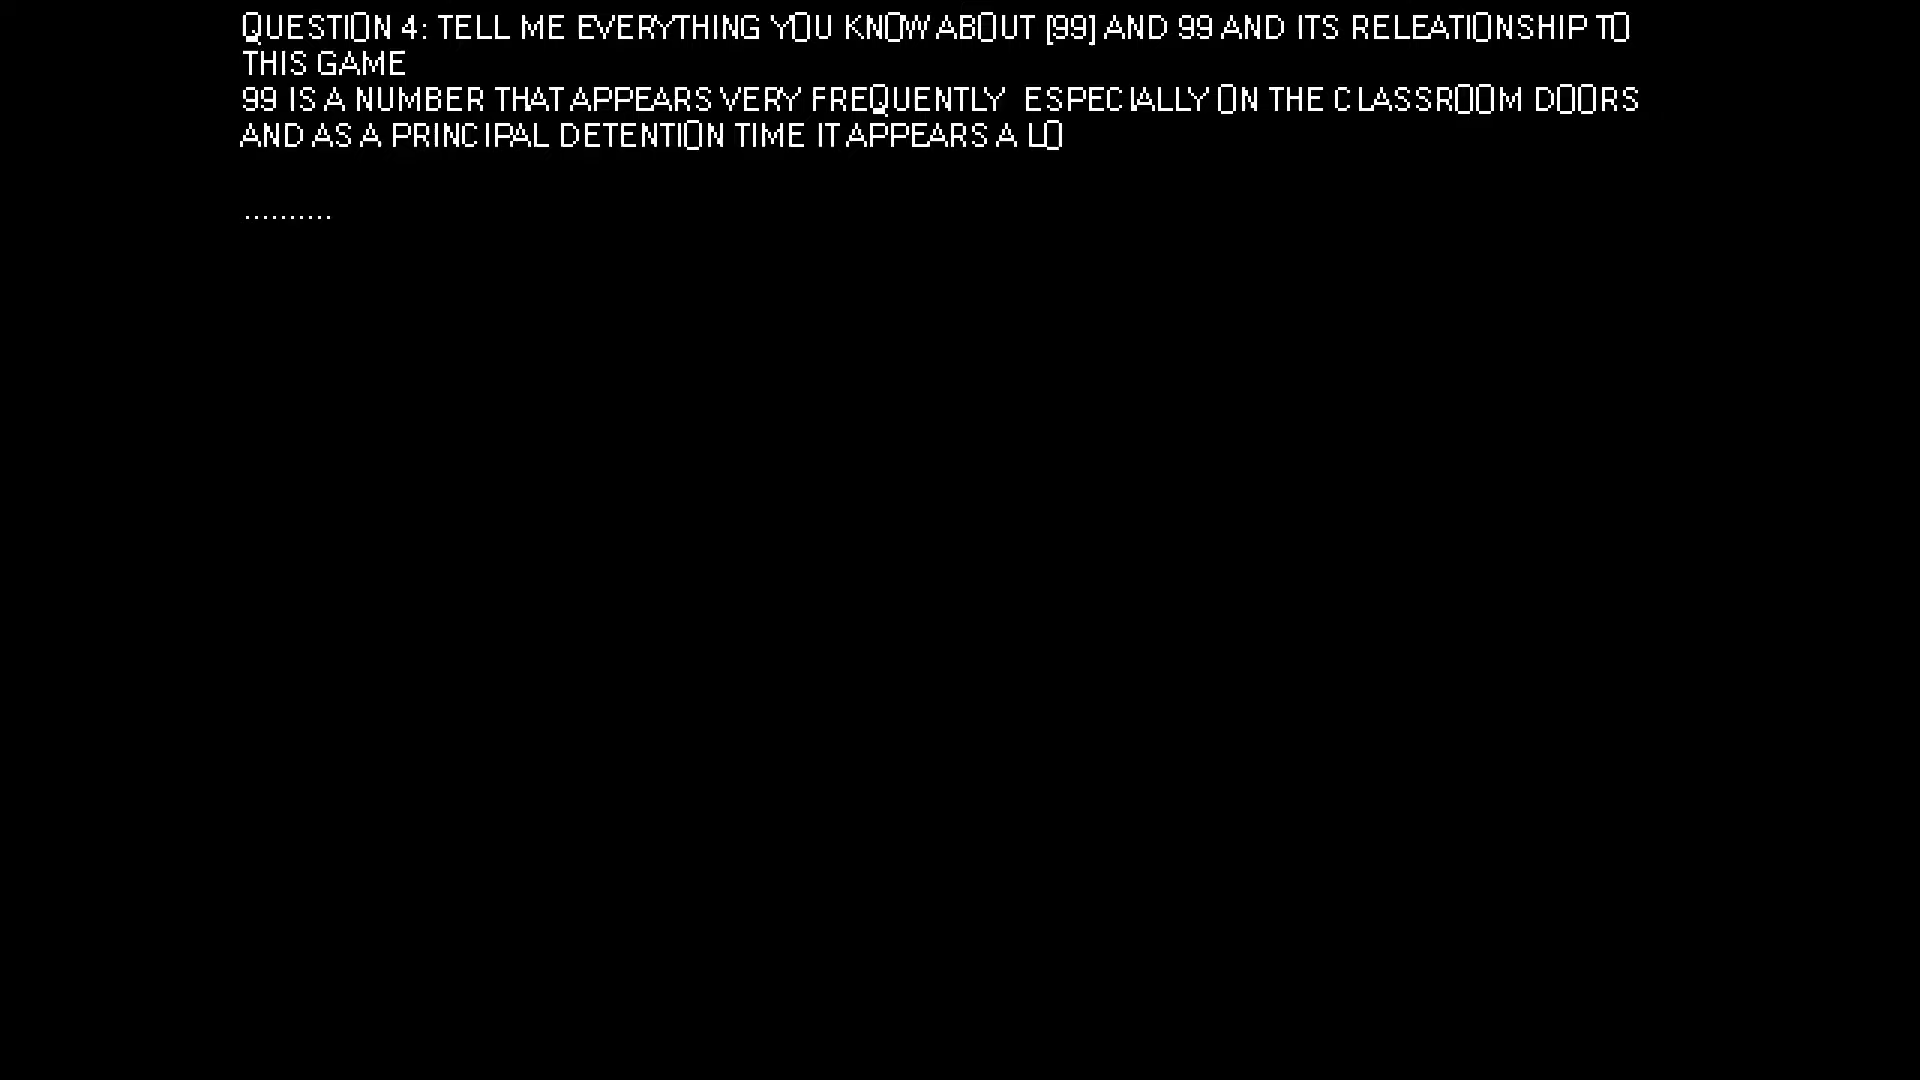 QUESTION 4: TELL ME EVERYTHING YOU KNOW ABOUT [99] AND 99 AND ITS RELEATIONSHIP TO
THIS GAME
99 IS A NUMBER THAT APPEARS VERY FREQUENTLY ESPECIALLY ON THE CLASSROOM DOORS
AND AS A PRINCIPAL DETENTION TIME IT APPEARS A LO
..........